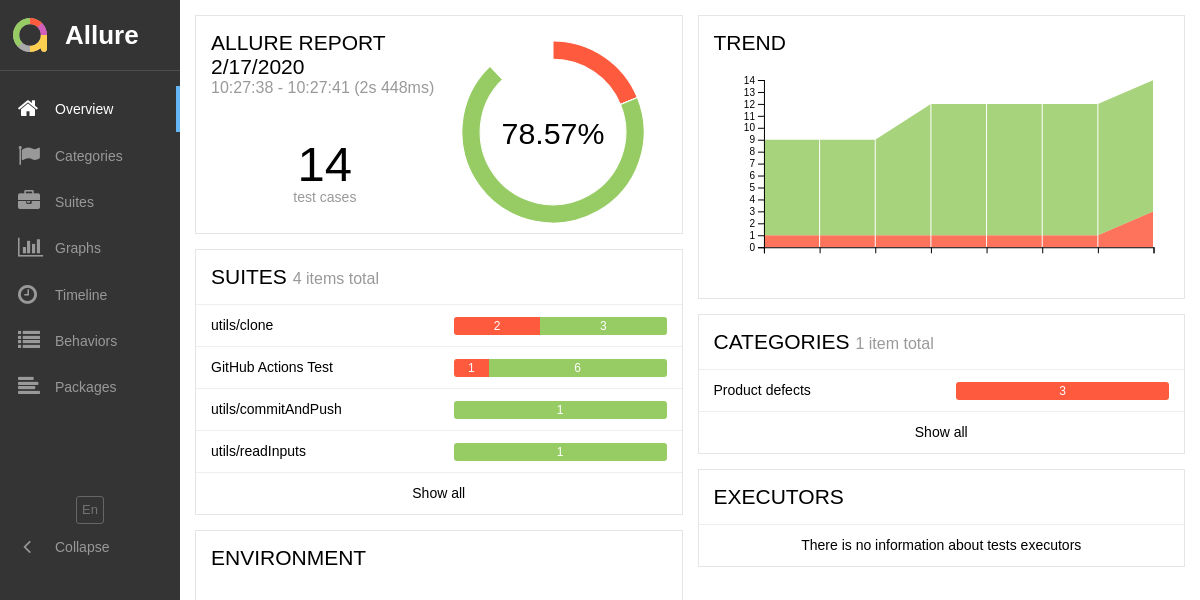 Allure
Overview
Categories
Suites
Graphs
Timeline
Behaviors
Packages
En
Collapse
ALLURE REPORT
2/17/2020
10:27:38 - 10:27:41 (2s 448ms)
14
test cases
78.57%
SUITES 4 items total
utils/clone 2 3
GitHub Actions Test 1 6
utils/commitAndPush 1
utils/readInputs 1
Show all
ENVIRONMENT
TREND
14
13
12
11
10
9
8
7
6
5
4
3
2
1
0
CATEGORIES 1 item total
Product defects 3
Show all
EXECUTORS
There is no information about tests executors